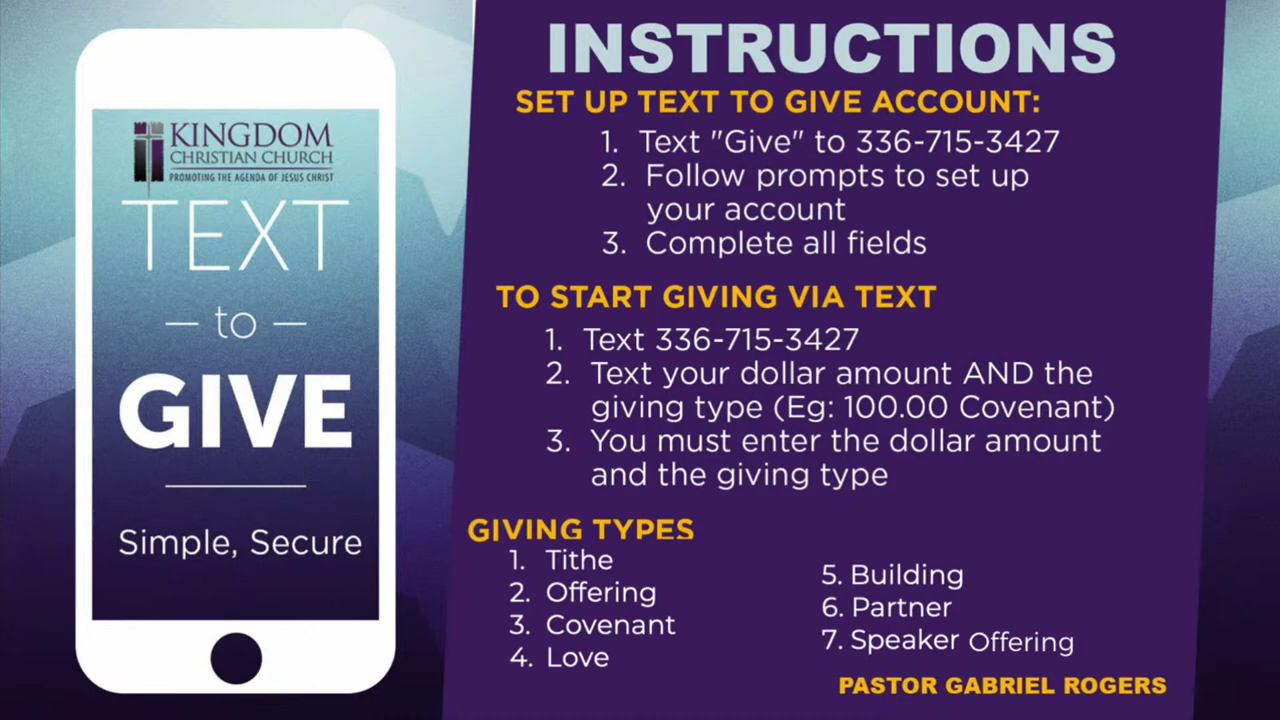 KINGDOM
CHRISTIAN CHURCH
PROMOTING THE AGENDA OF JESUS CHRIST
TEXT
– to –
GIVE
Simple, Secure
INSTRUCTIONS
SET UP TEXT TO GIVE ACCOUNT:
1. Text "Give" to 336-715-3427
2. Follow prompts to set up
your account
3. Complete all fields
TO START GIVING VIA TEXT
1. Text 336-715-3427
2. Text your dollar amount AND the
giving type (Eg: 100.00 Covenant)
3. You must enter the dollar amount
and the giving type
GIVING TYPES
1. Tithe
2. Offering
3. Covenant
4. Love
5. Building
6. Partner
7. Speaker Offering
PASTOR GABRIEL ROGERS